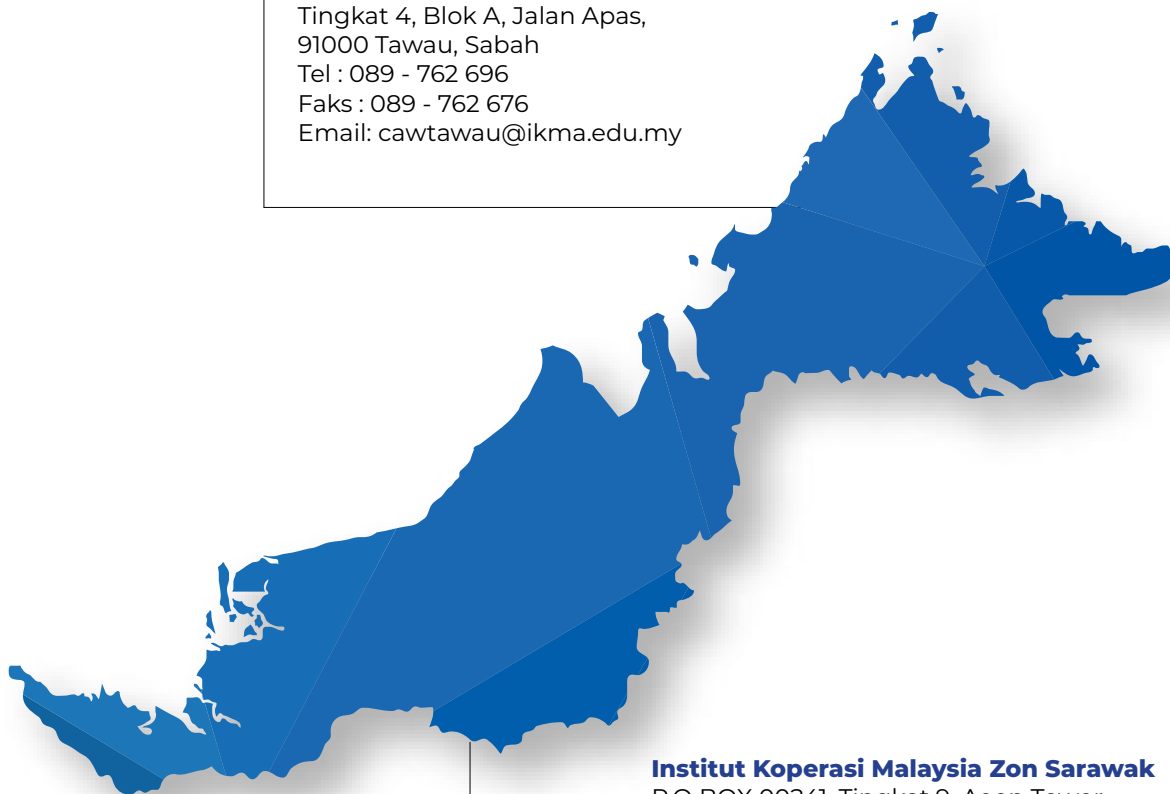 Tingkat 4, Blok A, Jalan Apas,
91000 Tawau, Sabah
Tel : 089 - 762 696
Faks : 089 - 762 676
Email: cawtawau@ikma.edu.my
Institut Koperasi Malaysia Zon Sarawak